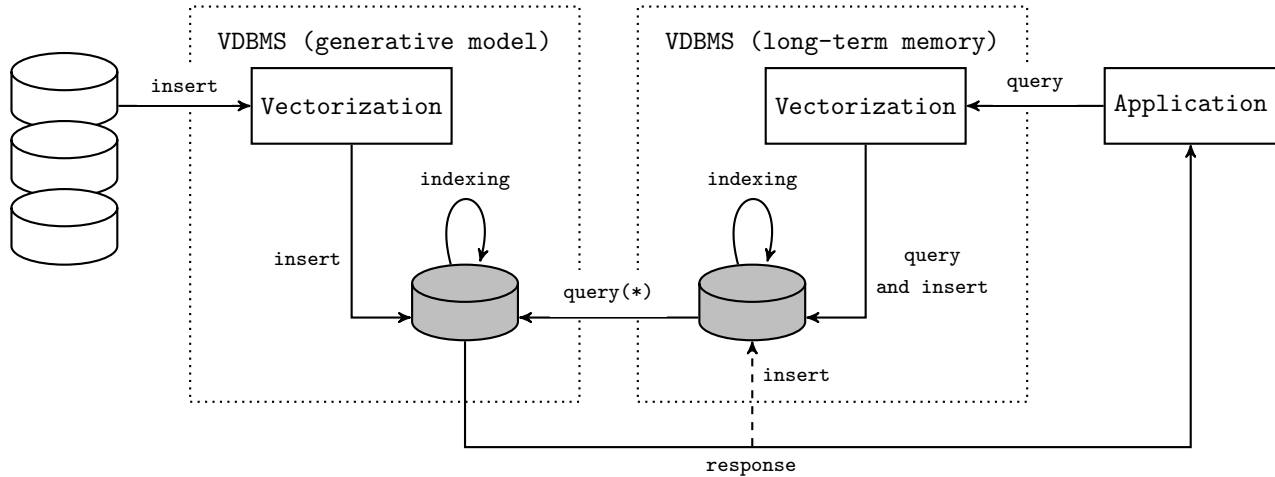 VDBMS (generative model)
VDBMS (long-term memory)
insert
Vectorization
Vectorization
query
Application
indexing
indexing
insert
query(*)
query
and insert
insert
response